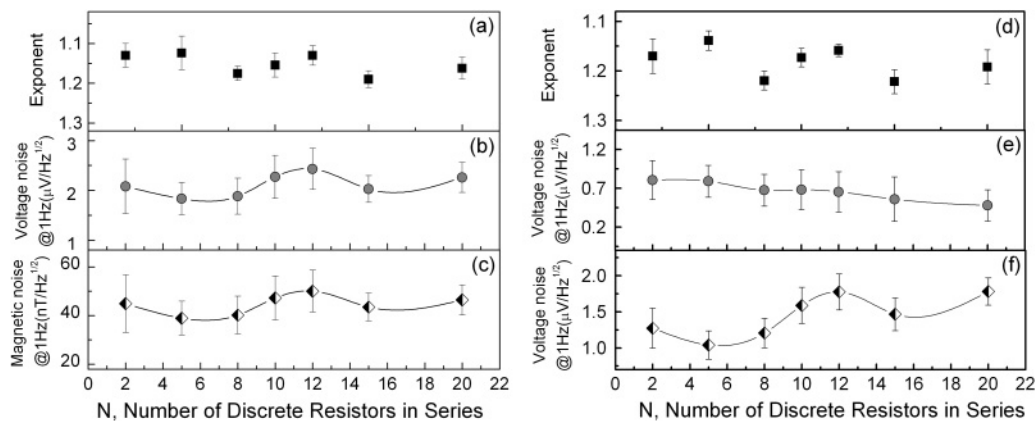 (a)
1.1
1.2
1.3
Exponent
(b)
3
2
1
Voltage noise
@1Hz(μV/Hz^1/2)
(c)
60
40
20
Magnetic noise
@1Hz(nT/Hz^1/2)
0 2 4 6 8 10 12 14 16 18 20 22
N, Number of Discrete Resistors in Series
(d)
1.1
1.2
1.3
Exponent
(e)
1.2
0.7
0.2
Voltage noise
@1Hz(μV/Hz^1/2)
(f)
2.0
1.5
1.0
Voltage noise
@1Hz(μV/Hz^1/2)
0 2 4 6 8 10 12 14 16 18 20 22
N, Number of Discrete Resistors in Series